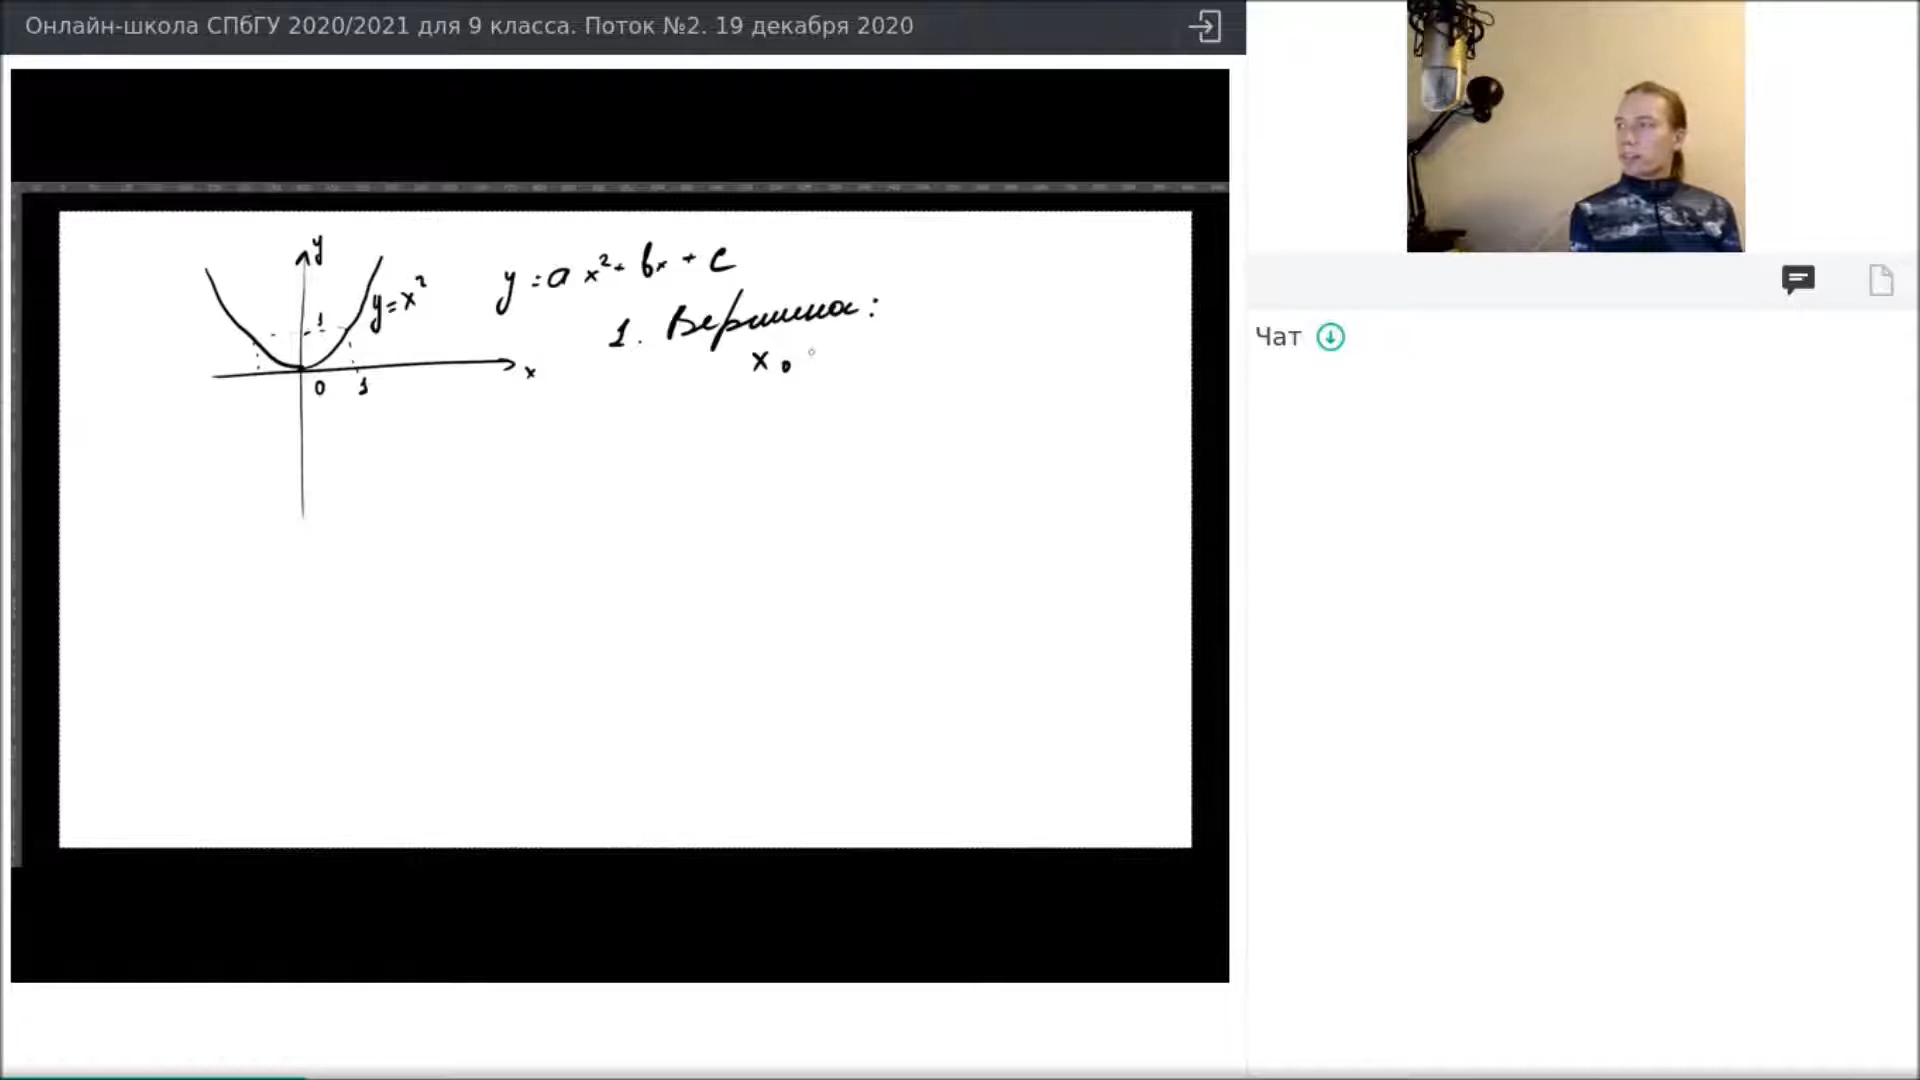 Онлайн-школа СПбГУ 2020/2021 для 9 класса. Поток №2. 19 декабря 2020
y
y=x²
1
0
1
x
y=ax²+bx+c
1. Вершина:
x₀
Чат